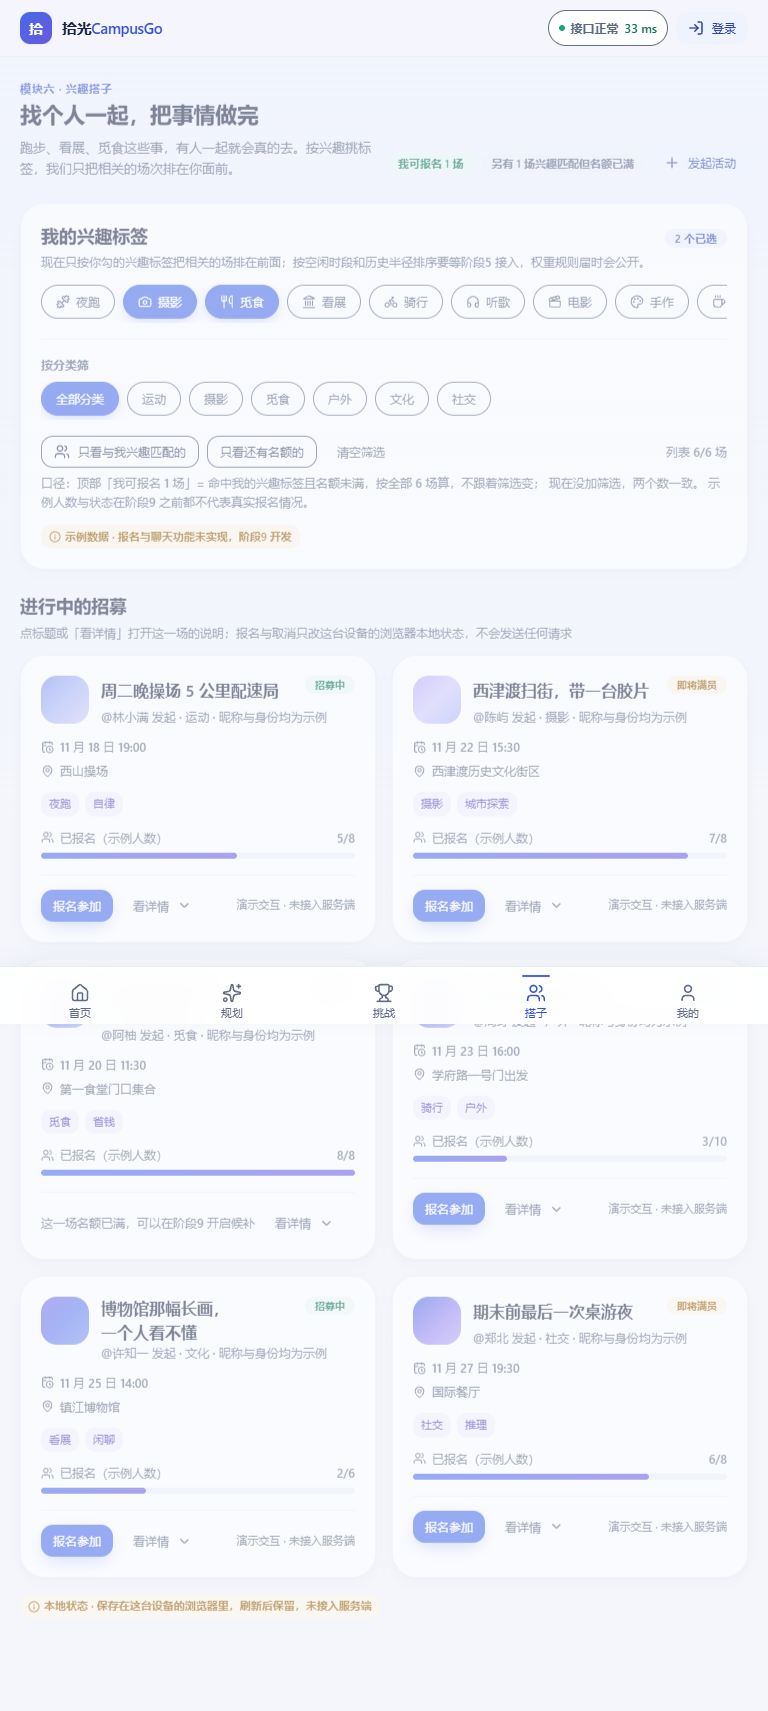 拾 拾光CampusGo
接口正常 33 ms
登录
模块六 · 兴趣搭子
找个人一起，把事情做完
跑步、看展、觅食这些事，有人一起就会真的去。按兴趣挑标
签，我们只把相关的场次排在你面前。
我可报名 1 场
另有 1 场兴趣匹配但名额已满
发起活动
我的兴趣标签
2 个已选
现在只按你勾的兴趣标签把相关的场排在前面；按空闲时段和历史半径排序要等阶段5 接入，权重规则届时会公开。
夜跑 摄影 觅食 看展 骑行 听歌 电影 手作
按分类筛
全部分类 运动 摄影 觅食 户外 文化 社交
只看与我兴趣匹配的 只看还有名额的 清空筛选 列表 6/6 场
口径：顶部「我可报名 1 场」= 命中我的兴趣标签且名额未满，按全部 6 场算，不跟着筛选变； 现在没加筛选，两个数一致。 示
例人数与状态在阶段9 之前都不代表真实报名情况。
示例数据 · 报名与聊天功能未实现，阶段9 开发
进行中的招募
点标题或「看详情」打开这一场的说明；报名与取消只改这台设备的浏览器本地状态，不会发送任何请求
周二晚操场 5 公里配速局
招募中
@林小满 发起 · 运动 · 昵称与身份均为示例
11 月 18 日 19:00
西山操场
夜跑 自律
已报名（示例人数） 5/8
报名参加 看详情 演示交互 · 未接入服务端
西津渡扫街，带一台胶片
即将满员
@陈屿 发起 · 摄影 · 昵称与身份均为示例
11 月 22 日 15:30
西津渡历史文化街区
摄影 城市探索
已报名（示例人数） 7/8
报名参加 看详情 演示交互 · 未接入服务端
首页 规划 挑战 搭子 我的
@阿柚 发起 · 觅食 · 昵称与身份均为示例
11 月 20 日 11:30
第一食堂门口集合
觅食 省钱
已报名（示例人数） 8/8
这一场名额已满，可以在阶段9 开启候补 看详情
11 月 23 日 16:00
学府路一号门出发
骑行 户外
已报名（示例人数） 3/10
报名参加 看详情 演示交互 · 未接入服务端
博物馆那幅长画，
一个人看不懂
招募中
@许知一 发起 · 文化 · 昵称与身份均为示例
11 月 25 日 14:00
镇江博物馆
看展 闲聊
已报名（示例人数） 2/6
报名参加 看详情 演示交互 · 未接入服务端
期末前最后一次桌游夜
即将满员
@郑北 发起 · 社交 · 昵称与身份均为示例
11 月 27 日 19:30
国际餐厅
社交 推理
已报名（示例人数） 6/8
报名参加 看详情 演示交互 · 未接入服务端
本地状态 · 保存在这台设备的浏览器里，刷新后保留，未接入服务端